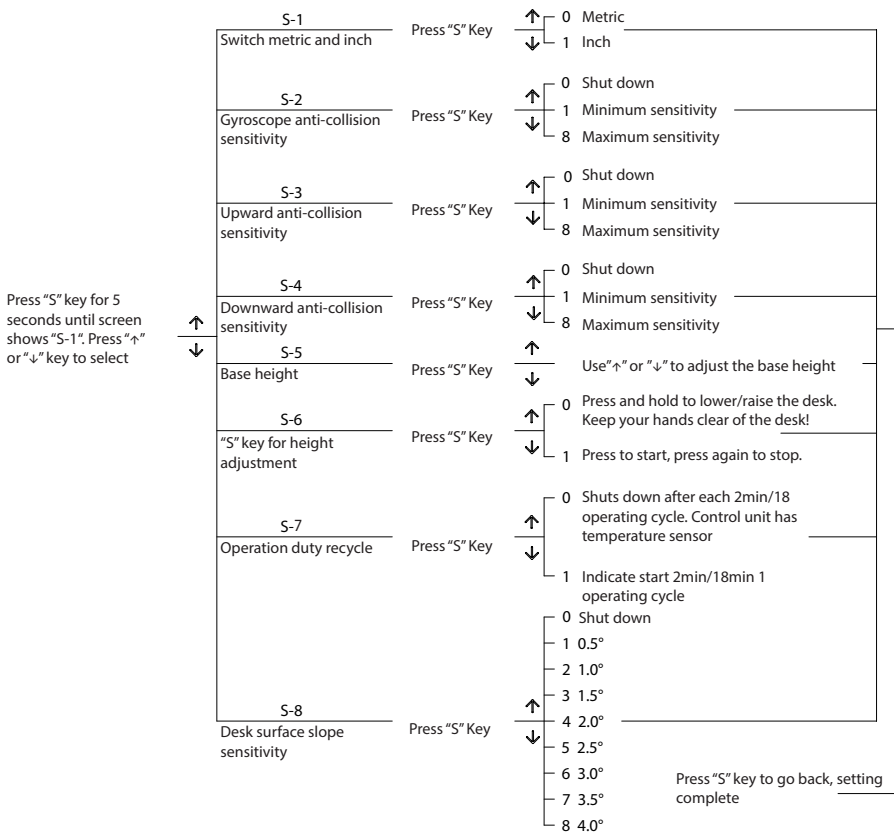 Press “S” key for 5
seconds until screen
shows “S-1“. Press “↑”
or “↓” key to select
↑
↓
S-1
Switch metric and inch
Press “S” Key
↑
↓
0 Metric
1 Inch
S-2
Gyroscope anti-collision
sensitivity
Press “S” Key
↑
↓
0 Shut down
1 Minimum sensitivity
8 Maximum sensitivity
S-3
Upward anti-collision
sensitivity
Press “S” Key
↑
↓
0 Shut down
1 Minimum sensitivity
8 Maximum sensitivity
S-4
Downward anti-collision
sensitivity
Press “S” Key
↑
↓
0 Shut down
1 Minimum sensitivity
8 Maximum sensitivity
S-5
Base height
Press “S” Key
↑
↓
Use”↑” or ”↓” to adjust the base height
S-6
“S” key for height
adjustment
Press “S” Key
↑
↓
0 Press and hold to lower/raise the desk.
Keep your hands clear of the desk!
1 Press to start, press again to stop.
S-7
Operation duty recycle
Press “S” Key
↑
↓
0 Shuts down after each 2min/18
operating cycle. Control unit has
temperature sensor
1 Indicate start 2min/18min 1
operating cycle
S-8
Desk surface slope
sensitivity
Press “S” Key
↑
↓
0 Shut down
1 0.5°
2 1.0°
3 1.5°
4 2.0°
5 2.5°
6 3.0°
7 3.5°
8 4.0°
Press “S” key to go back, setting
complete